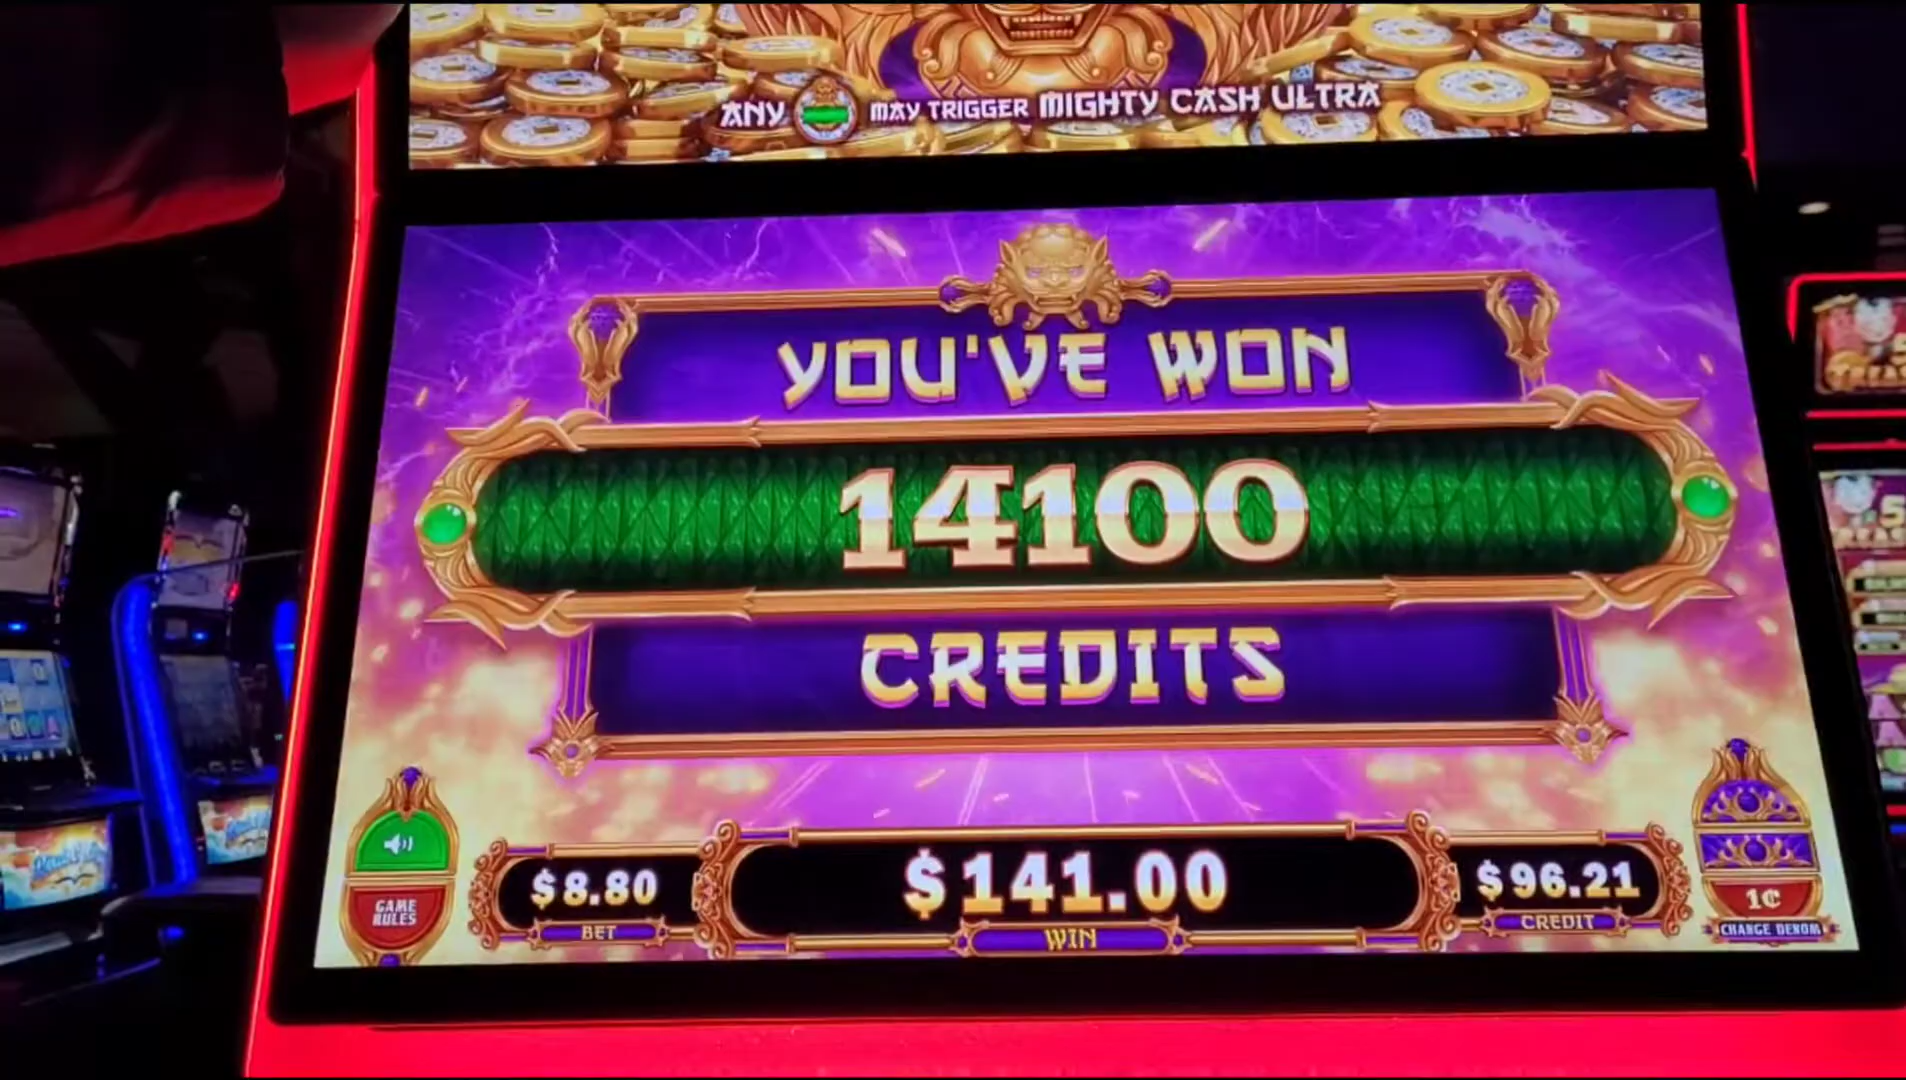 ANY MAY TRIGGER MIGHTY CASH ULTRA
YOU'VE WON
14100
CREDITS
GAME RULES
$8.80
BET
$141.00
WIN
$96.21
CREDIT
1¢
CHANGE DENOM